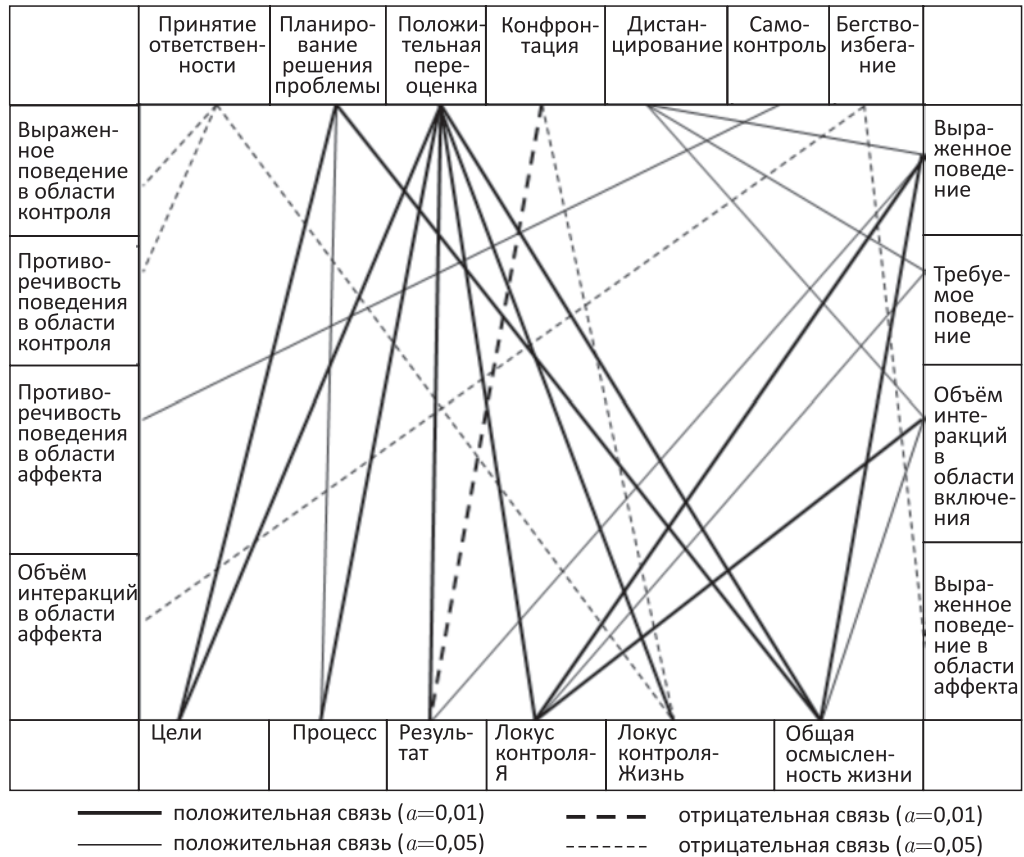 Принятие
ответствен-
ности
Планиро-
вание
решения
проблемы
Положи-
тельная
пере-
оценка
Конфрон-
тация
Дистан-
цирование
Само-
контроль
Бегство-
избега-
ние
Выражен-
ное
поведение
в области
контроля
Противо-
речивость
поведения
в области
контроля
Противо-
речивость
поведения
в области
аффекта
Объём
интеракций
в области
аффекта
Выра-
женное
поведе-
ние
Требуе-
мое
поведе-
ние
Объём
инте-
ракций
в
области
включе-
ния
Выра-
женное
поведе-
ние в
области
аффекта
Цели
Процесс
Резуль-
тат
Локус
контроля-
Я
Локус
контроля-
Жизнь
Общая
осмыслен-
ность жизни
положительная связь (a=0,01)
отрицательная связь (a=0,01)
положительная связь (a=0,05)
отрицательная связь (a=0,05)